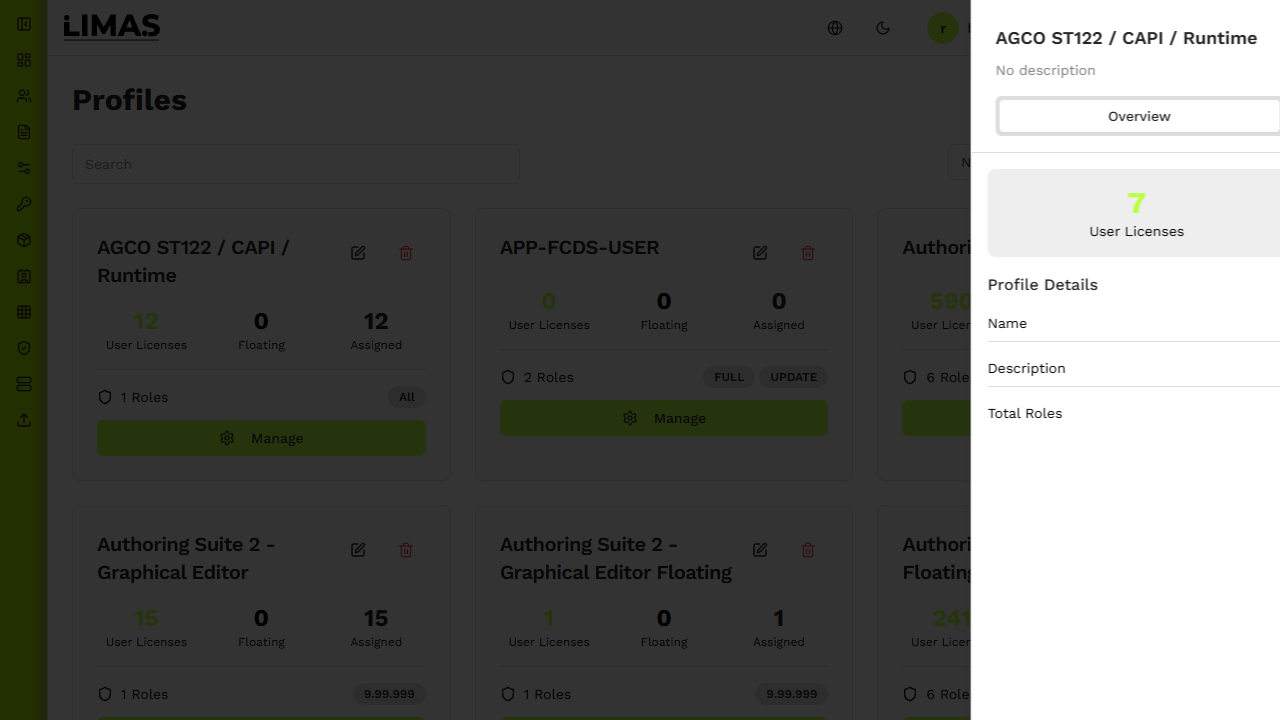 LIMAS
r
Profiles
Search
N
AGCO ST122 / CAPI /
Runtime
12
0
12
User Licenses
Floating
Assigned
1 Roles
All
Manage
APP-FCDS-USER
0
0
0
User Licenses
Floating
Assigned
2 Roles
FULL
UPDATE
Manage
Authori
590
User Licen
6 Role
Authoring Suite 2 -
Graphical Editor
15
0
15
User Licenses
Floating
Assigned
1 Roles
9.99.999
Authoring Suite 2 -
Graphical Editor Floating
1
0
1
User Licenses
Floating
Assigned
1 Roles
9.99.999
Authori
Floating
241
User Licen
6 Role
AGCO ST122 / CAPI / Runtime
No description
Overview
7
User Licenses
Profile Details
Name
Description
Total Roles